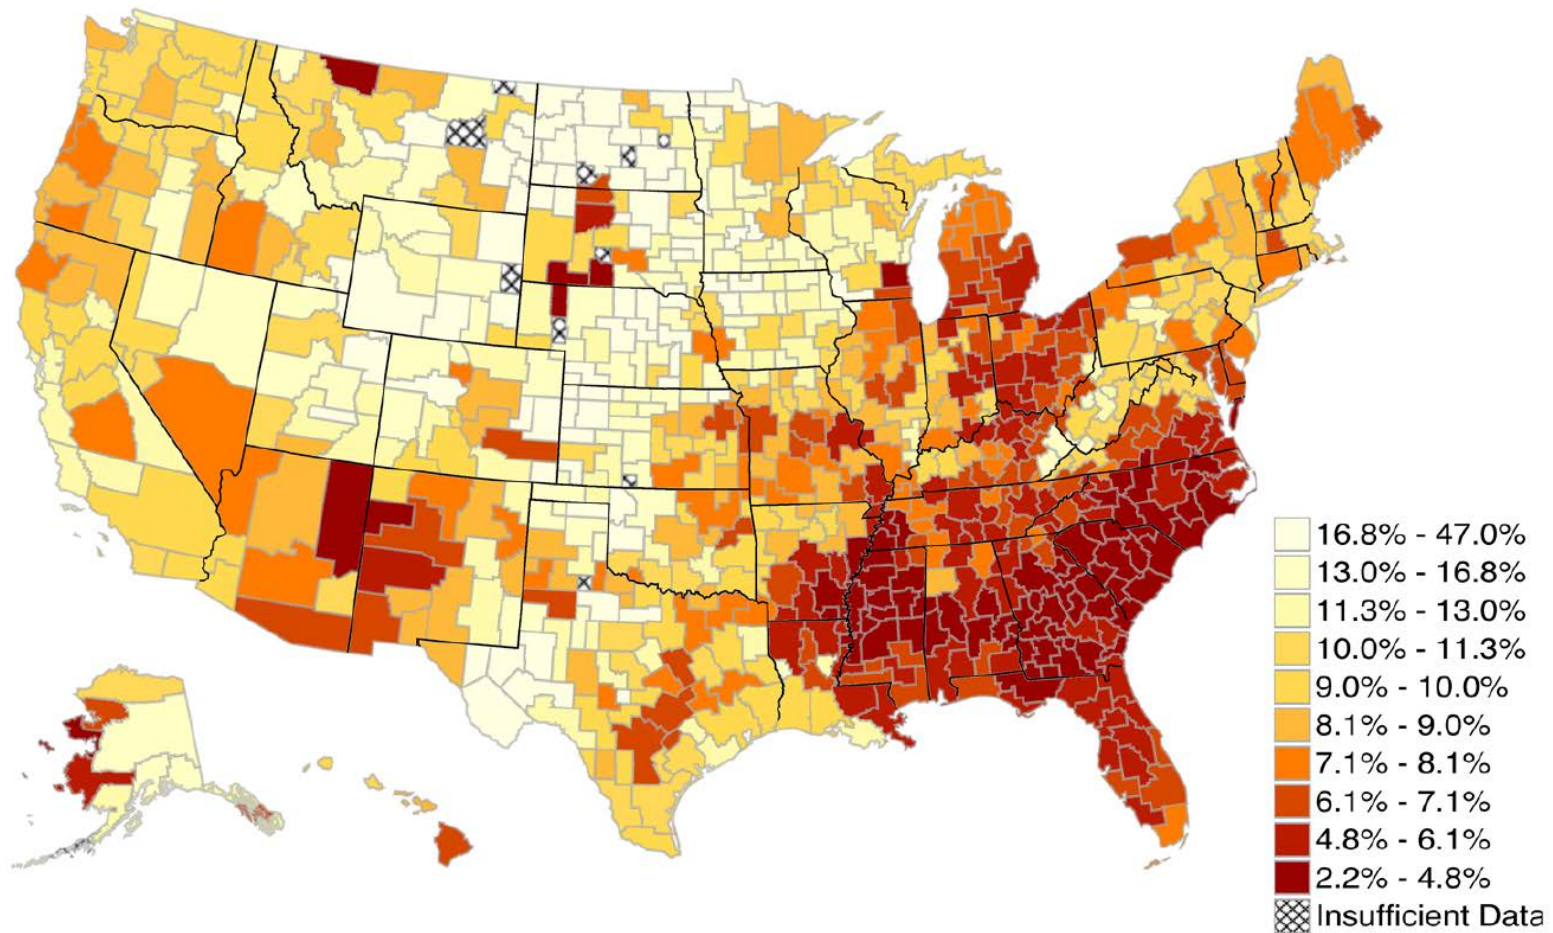 16.8% - 47.0%
13.0% - 16.8%
11.3% - 13.0%
10.0% - 11.3%
9.0% - 10.0%
8.1% - 9.0%
7.1% - 8.1%
6.1% - 7.1%
4.8% - 6.1%
2.2% - 4.8%
Insufficient Data